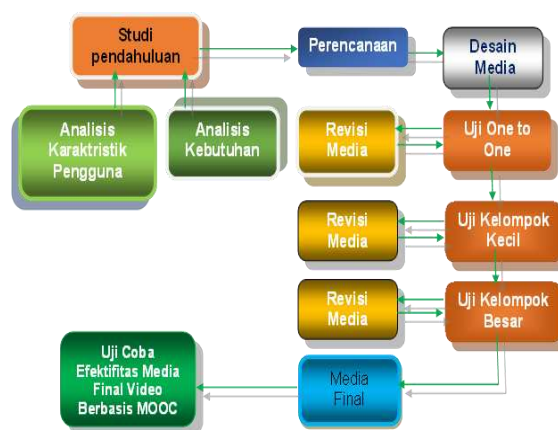 Studi
pendahuluan
Perencanaan
Desain
Media
Analisis
Karaktristik
Pengguna
Analisis
Kebutuhan
Revisi
Media
Uji One to
One
Revisi
Media
Uji Kelompok
Kecil
Revisi
Media
Uji Kelompok
Besar
Uji Coba
Efektifitas Media
Final Video
Berbasis MOOC
Media
Final